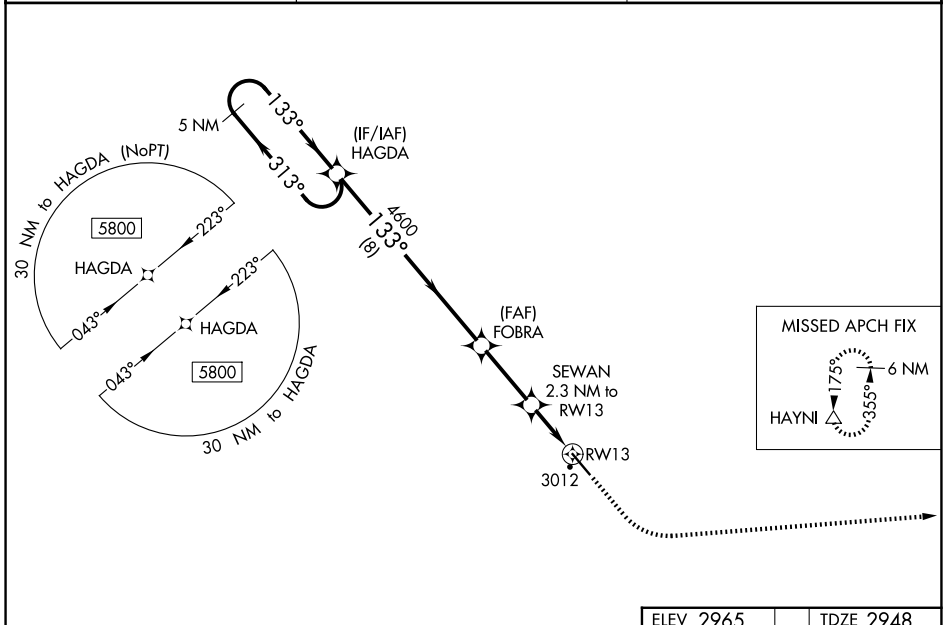 133°
5 NM
313°
(IF/IAF)
HAGDA
30 NM to HAGDA (NoPT)
5800
223°
HAGDA
043°
223°
HAGDA
043°
5800
30 NM to HAGDA
4600
133°
(8)
(FAF)
FOBRA
SEWAN
2.3 NM to
RW13
RW13
3012
MISSED APCH FIX
6 NM
175°
355°
HAYNI
ELEV 2965
TDZE 2948